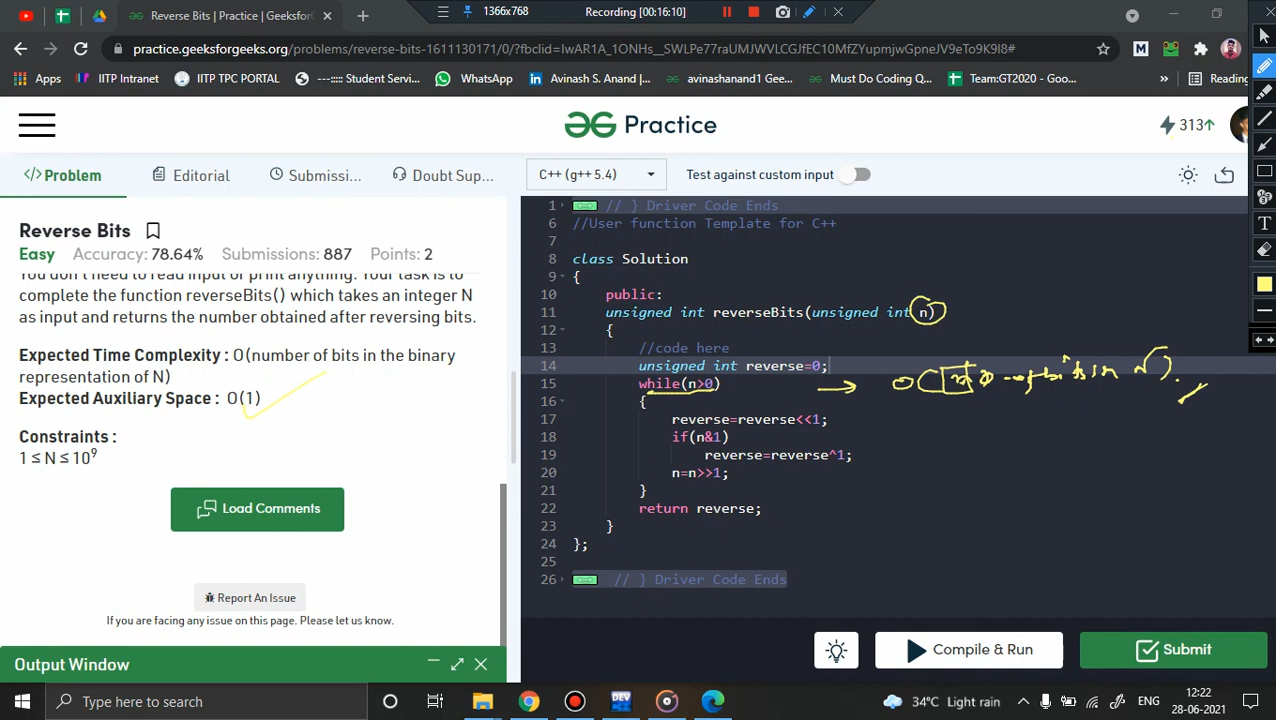 1366x768
Recording [00:16:10]
Reverse Bits | Practice | GeeksforG
practice.geeksforgeeks.org/problems/reverse-bits-1611130171/0/?fbclid=IwAR1A_1ONHs__SWLPe77raUMJWVLCGJfEC10MfZYupmjwGpneJV9eTo9K9I8#
Apps IITP Intranet IITP TPC PORTAL ---::::: Student Servi... WhatsApp Avinash S. Anand |... avinashanand1 Gee... Must Do Coding Q... Team:GT2020 - Goo... » Reading
Practice
313
Problem Editorial Submissi... Doubt Sup...
C++ (g++ 5.4) Test against custom input
Reverse Bits
Easy Accuracy: 78.64% Submissions: 887 Points: 2
You don't need to read input or print anything. Your task is to
complete the function reverseBits() which takes an integer N
as input and returns the number obtained after reversing bits.
Expected Time Complexity : O(number of bits in the binary
representation of N)
Expected Auxiliary Space : O(1)
Constraints :
1 ≤ N ≤ 10⁹
Load Comments
Report An Issue
If you are facing any issue on this page. Please let us know.
Output Window
1 // } Driver Code Ends
6 //User function Template for C++
7
8 class Solution
9 {
10 public:
11 unsigned int reverseBits(unsigned int n)
12 {
13 //code here
14 unsigned int reverse=0;
15 while(n>0)
16 {
17 reverse=reverse<<1;
18 if(n&1)
19 reverse=reverse^1;
20 n=n>>1;
21 }
22 return reverse;
23 }
24 };
25
26 // } Driver Code Ends
Compile & Run
Submit
Type here to search
DEV
34°C Light rain
ENG
12:22
28-06-2021